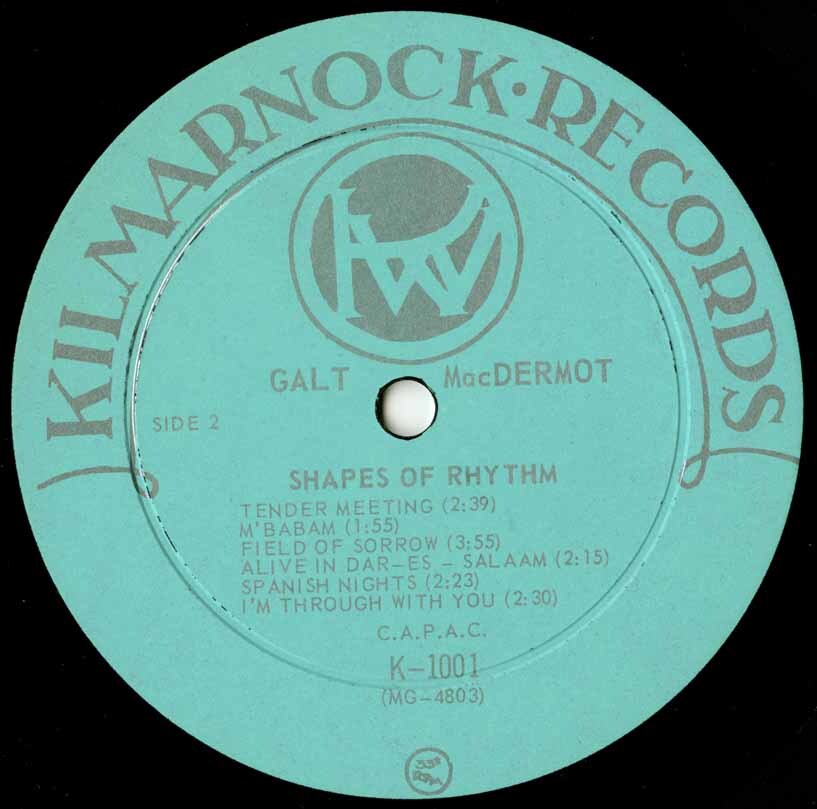 KILMARNOCK·RECORDS
GALT MacDERMOT
SIDE 2
SHAPES OF RHYTHM
TENDER MEETING (2:39)
M'BABAM (1:55)
FIELD OF SORROW (3:55)
ALIVE IN DAR-ES - SALAAM (2:15)
SPANISH NIGHTS (2:23)
I'M THROUGH WITH YOU (2:30)
C.A.P.A.C.
K-1001
(MG-4803)